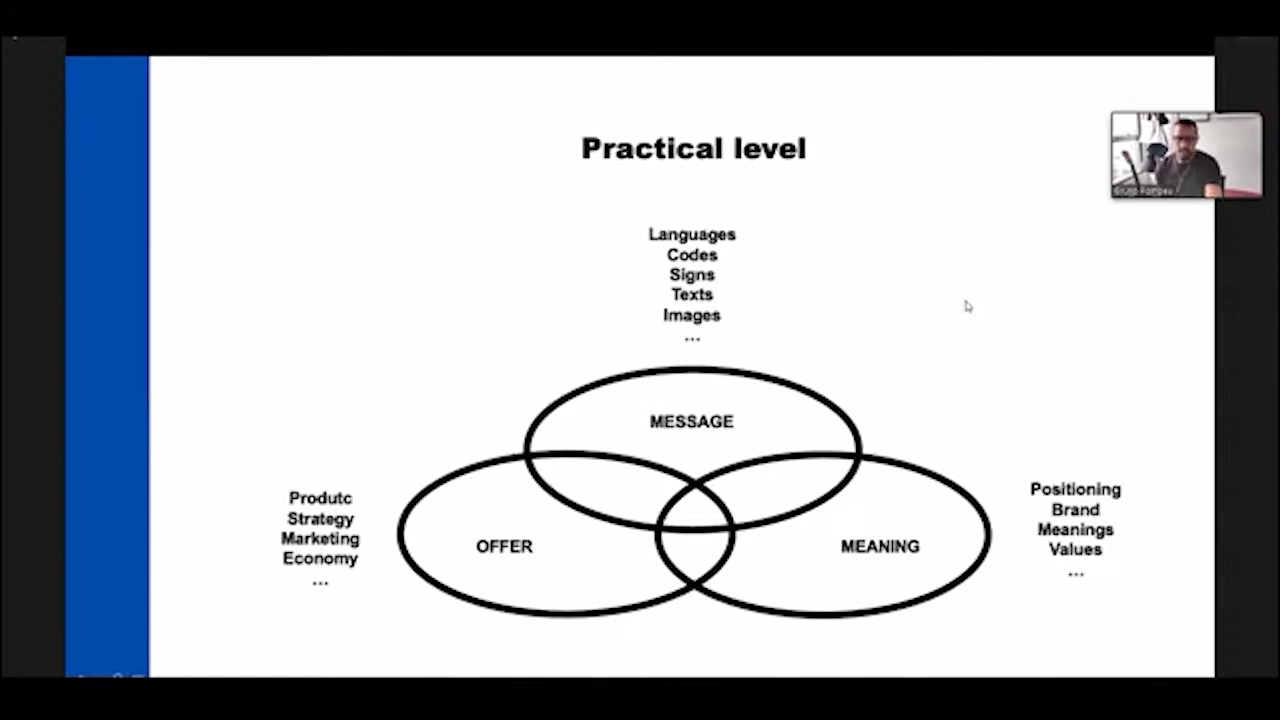 Practical level
Languages
Codes
Signs
Texts
Images
...
MESSAGE
Produtc
Strategy
Marketing
Economy
...
OFFER
MEANING
Positioning
Brand
Meanings
Values
...